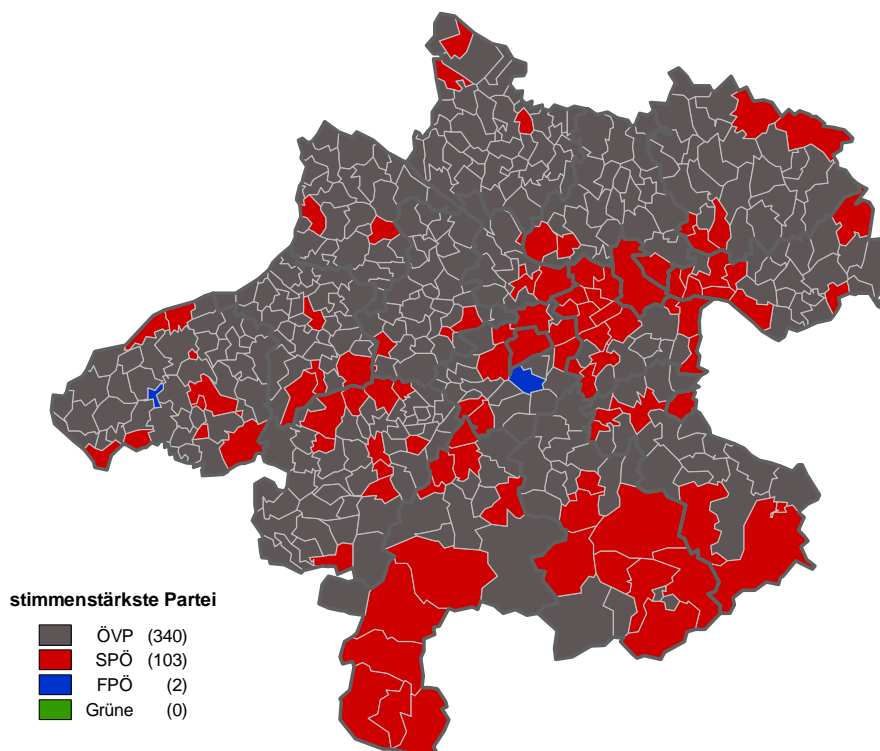 stimmenstärkste Partei
ÖVP (340)
SPÖ (103)
FPÖ (2)
Grüne (0)